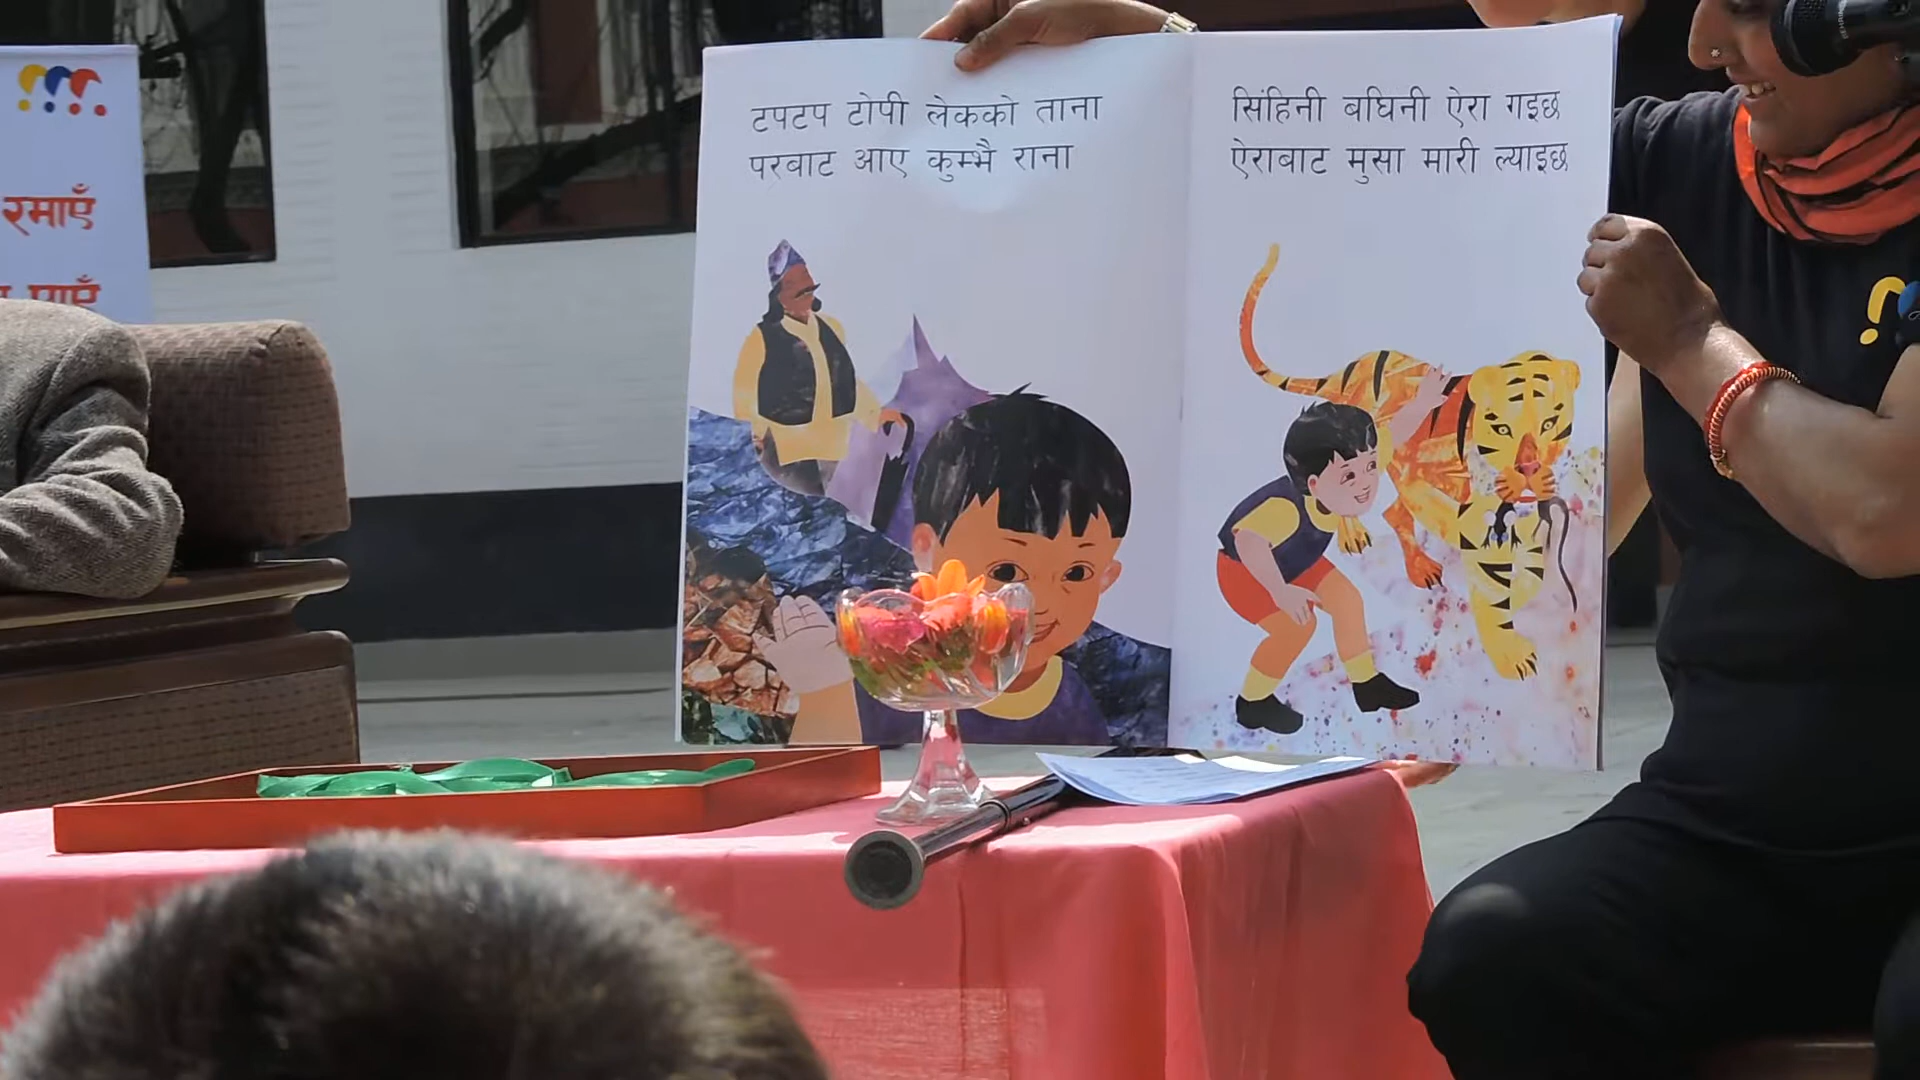 रमाएँ
टपटप टोपी लेकको ताना
परबाट आए कुम्भै राना
सिंहिनी बघिनी ऐरा गइछ
ऐराबाट मुसा मारी ल्याइछ